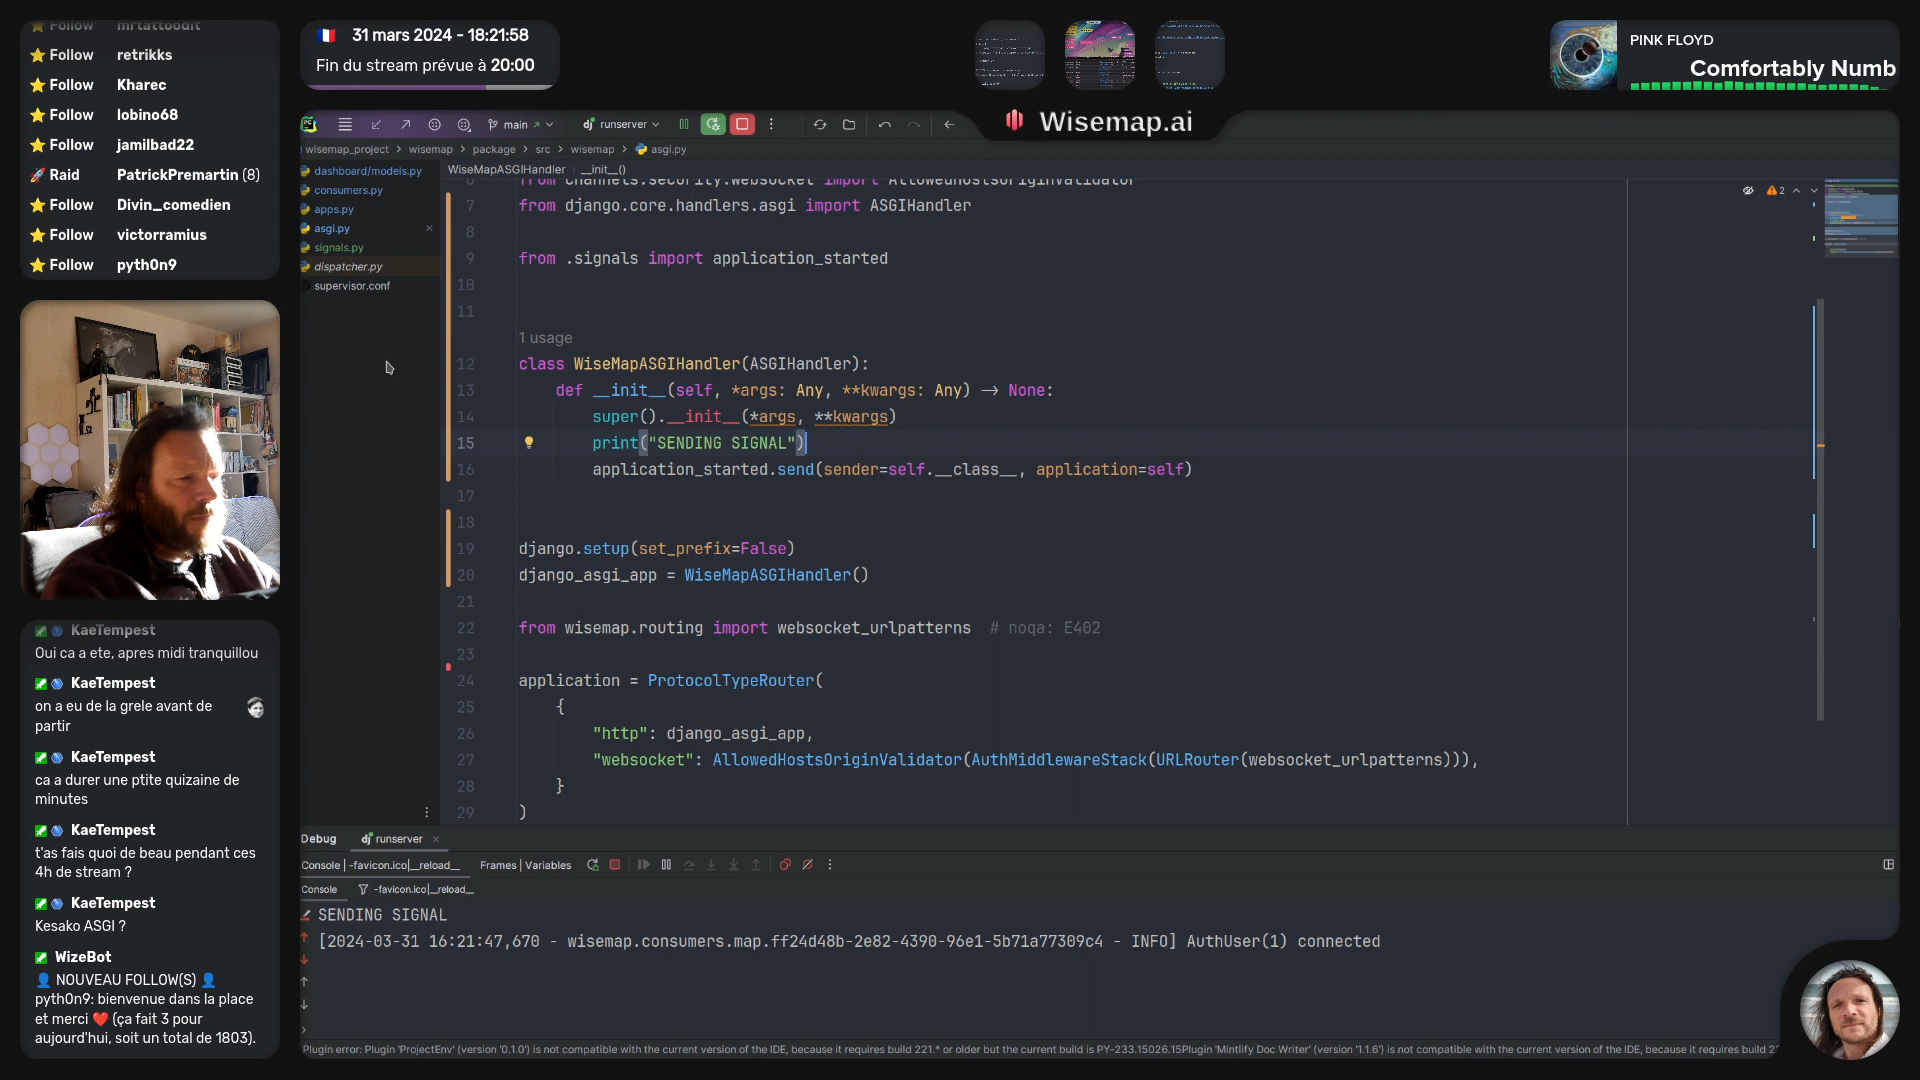 Follow mrtattoodit
Follow retrikks
Follow Kharec
Follow lobino68
Follow jamilbad22
Raid PatrickPremartin (8)
Follow Divin_comedien
Follow victorramius
Follow pyth0n9
31 mars 2024 - 18:21:58
Fin du stream prévue à 20:00
PINK FLOYD
Comfortably Numb
Wisemap.ai
main
runserver
wisemap_project > wisemap > package > src > wisemap > asgi.py
dashboard/models.py
consumers.py
apps.py
asgi.py
signals.py
dispatcher.py
supervisor.conf
WiseMapASGIHandler __init__()
2
from channels.security.websocket import AllowedHostsOriginValidator
7 from django.core.handlers.asgi import ASGIHandler
8
9 from .signals import application_started
10
11
1 usage
12 class WiseMapASGIHandler(ASGIHandler):
13 def __init__(self, *args: Any, **kwargs: Any) → None:
14 super().__init__(*args, **kwargs)
15 print("SENDING SIGNAL")
16 application_started.send(sender=self.__class__, application=self)
17
18
19 django.setup(set_prefix=False)
20 django_asgi_app = WiseMapASGIHandler()
21
22 from wisemap.routing import websocket_urlpatterns # noqa: E402
23
24 application = ProtocolTypeRouter(
25 {
26 "http": django_asgi_app,
27 "websocket": AllowedHostsOriginValidator(AuthMiddlewareStack(URLRouter(websocket_urlpatterns))),
28 }
29 )
Debug
runserver
Console | -favicon.ico|__reload__
Frames | Variables
Console
-favicon.ico|__reload__
SENDING SIGNAL
[2024-03-31 16:21:47,670 - wisemap.consumers.map.ff24d48b-2e82-4390-96e1-5b71a77309c4 - INFO] AuthUser(1) connected
Plugin error: Plugin 'ProjectEnv' (version '0.1.0') is not compatible with the current version of the IDE, because it requires build 221.* or older but the current build is PY-233.15026.15Plugin 'Mintlify Doc Writer' (version '1.1.6') is not compatible with the current version of the IDE, because it requires build 2
KaeTempest
Oui ca a ete, apres midi tranquillou
KaeTempest
on a eu de la grele avant de
partir
KaeTempest
ca a durer une ptite quizaine de
minutes
KaeTempest
t'as fais quoi de beau pendant ces
4h de stream ?
KaeTempest
Kesako ASGI ?
WizeBot
NOUVEAU FOLLOW(S)
pyth0n9: bienvenue dans la place
et merci ❤️ (ça fait 3 pour
aujourd'hui, soit un total de 1803).